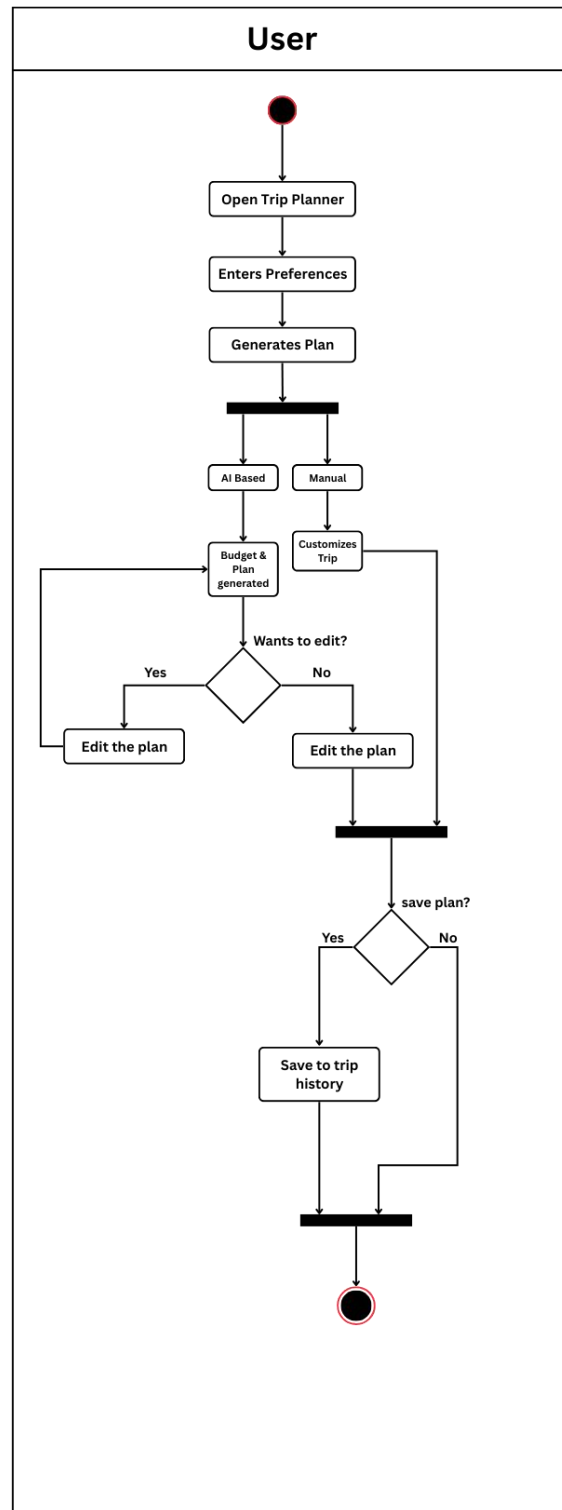 User
Open Trip Planner
Enters Preferences
Generates Plan
AI Based
Manual
Budget &
Plan
generated
Customizes
Trip
Wants to edit?
Yes
No
Edit the plan
Edit the plan
save plan?
Yes
No
Save to trip
history